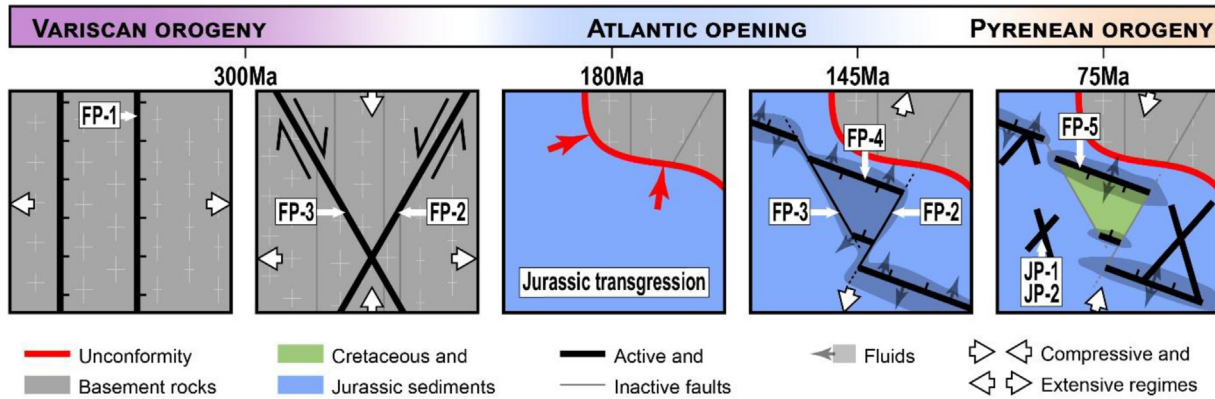 VARISCAN OROGENY
ATLANTIC OPENING
PYRENEAN OROGENY
300Ma
180Ma
145Ma
75Ma
FP-1
FP-3
FP-2
Jurassic transgression
FP-4
FP-3
FP-2
FP-5
JP-1
JP-2
Unconformity
Cretaceous and
Active and
Fluids
Compressive and
Basement rocks
Jurassic sediments
Inactive faults
Extensive regimes